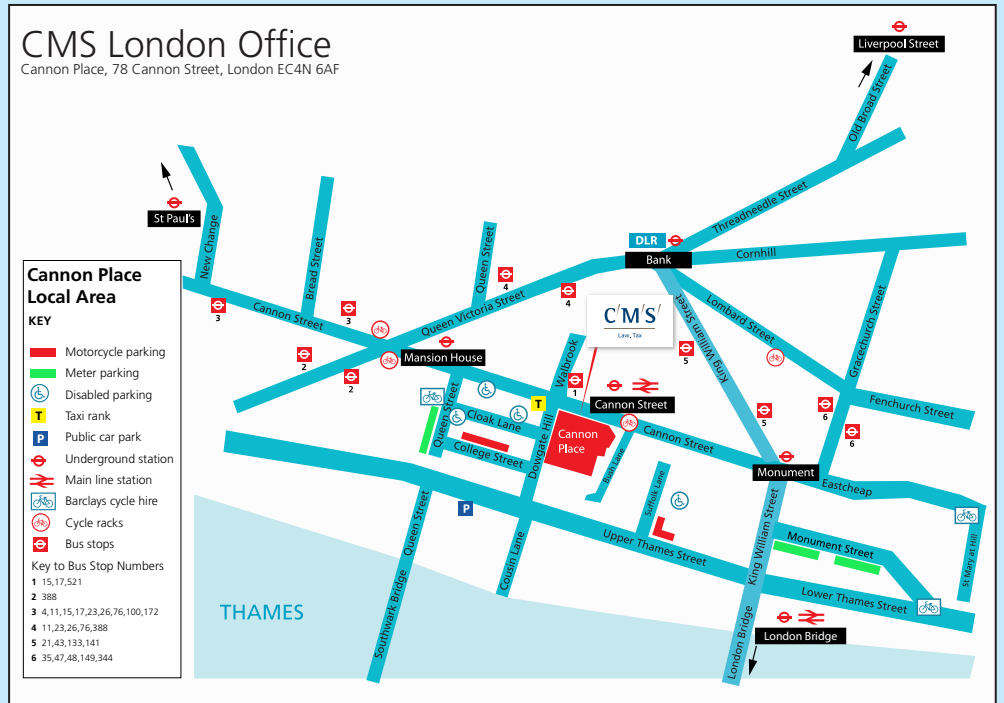 CMS London Office
Cannon Place, 78 Cannon Street, London EC4N 6AF
Liverpool Street
Old Broad Street
Threadneedle Street
St Paul's
New Change
Bread Street
Queen Street
DLR
Bank
Cornhill
Cannon Street
Queen Victoria Street
King William Street
Lombard Street
Gracechurch Street
C/M/S/
Law, Tax
3
3
4
4
5
2
2
Mansion House
Walbrook
1
Cannon Street
5
6
6
Fenchurch Street
T
Queen Street
Cloak Lane
College Street
Dowgate Hill
Cannon
Place
Bush Lane
Cannon Street
Suffolk Lane
Monument
Eastcheap
P
Queen Street
Cousin Lane
Upper Thames Street
King William Street
Monument Street
St Mary at Hill
Lower Thames Street
Southwark Bridge
THAMES
London Bridge
London Bridge
Cannon Place
Local Area
KEY
Motorcycle parking
Meter parking
Disabled parking
T Taxi rank
P Public car park
Underground station
Main line station
Barclays cycle hire
Cycle racks
Bus stops
Key to Bus Stop Numbers
1 15,17,521
2 388
3 4,11,15,17,23,26,76,100,172
4 11,23,26,76,388
5 21,43,133,141
6 35,47,48,149,344